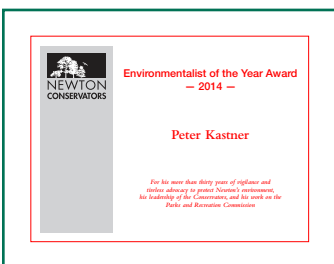 NEWTON
CONSERVATORS
Environmentalist of the Year Award
— 2014 —
Peter Kastner
For his more than thirty years of vigilance and
tireless advocacy to protect Newton's environment,
his leadership of the Conservators, and his work on the
Parks and Recreation Commission